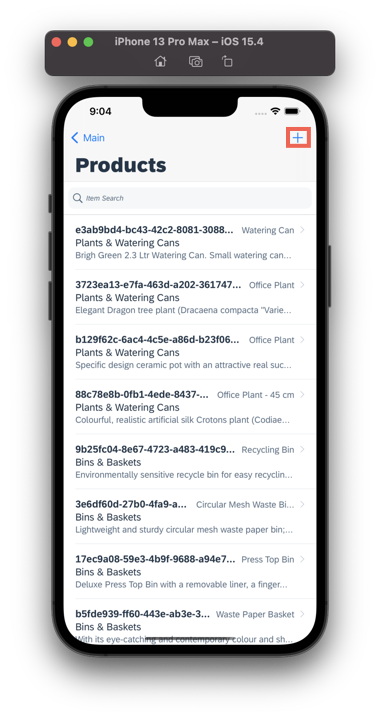 iPhone 13 Pro Max – iOS 15.4
9:04
Main
Products
Item Search
e3ab9bd4-bc43-42c2-8081-3088... Watering Can
Plants & Watering Cans
Brigh Green 2.3 Ltr Watering Can. Small watering can...
3723ea13-e7fa-463d-a202-361747... Office Plant
Plants & Watering Cans
Elegant Dragon tree plant (Dracaena compacta "Varie...
b129f62c-6ac4-4c5e-a86d-b23f06... Office Plant
Plants & Watering Cans
Specific design ceramic pot with an attractive real suc...
88c78e8b-0fb1-4ede-8437-... Office Plant - 45 cm
Plants & Watering Cans
Colourful, realistic artificial silk Crotons plant (Codiae...
9b25fc04-8e67-4723-a483-419c9... Recycling Bin
Bins & Baskets
Environmentally sensitive recycle bin for easy recyclin...
3e6df60d-27b0-4fa9-a... Circular Mesh Waste Bi...
Bins & Baskets
Lightweight and sturdy circular mesh waste paper bin;...
17ec9a08-59e3-4b9f-9688-a94e7... Press Top Bin
Bins & Baskets
Deluxe Press Top Bin with a removable liner, a finger...
b5fde939-ff60-443e-ab3e-3... Waste Paper Basket
Bins & Baskets
With its eye-catching and contemporary colour and sh...